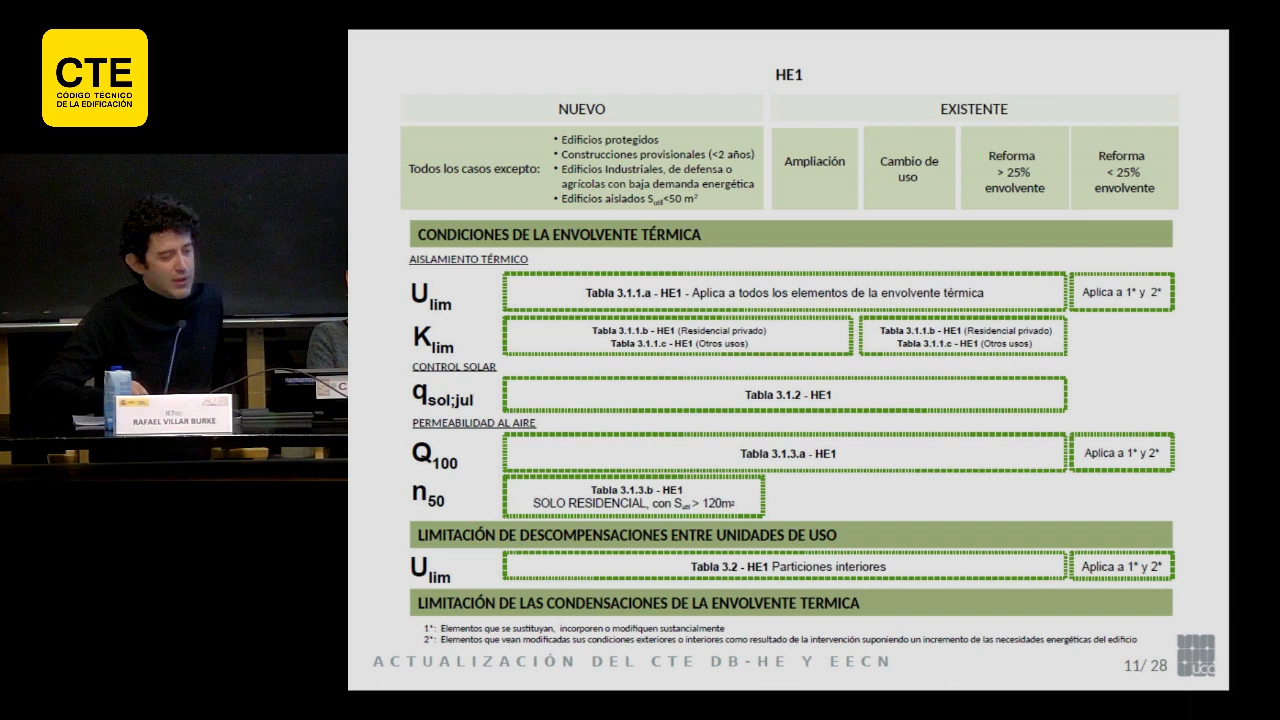 CTE
CÓDIGO TÉCNICO
DE LA EDIFICACIÓN
IETcc
RAFAEL VILLAR BURKE
HE1
NUEVO
EXISTENTE
Todos los casos excepto:
• Edificios protegidos
• Construcciones provisionales (<2 años)
• Edificios Industriales, de defensa o
agrícolas con baja demanda energética
• Edificios aislados Sutil<50 m²
Ampliación
Cambio de
uso
Reforma
> 25%
envolvente
Reforma
< 25%
envolvente
CONDICIONES DE LA ENVOLVENTE TÉRMICA
AISLAMIENTO TÉRMICO
Ulim
Tabla 3.1.1.a - HE1 - Aplica a todos los elementos de la envolvente térmica
Aplica a 1* y 2*
Klim
Tabla 3.1.1.b - HE1 (Residencial privado)
Tabla 3.1.1.c - HE1 (Otros usos)
Tabla 3.1.1.b - HE1 (Residencial privado)
Tabla 3.1.1.c - HE1 (Otros usos)
CONTROL SOLAR
qsol;jul
Tabla 3.1.2 - HE1
PERMEABILIDAD AL AIRE
Q100
Tabla 3.1.3.a - HE1
Aplica a 1* y 2*
n50
Tabla 3.1.3.b - HE1
SOLO RESIDENCIAL, con Sutil > 120m²
LIMITACIÓN DE DESCOMPENSACIONES ENTRE UNIDADES DE USO
Ulim
Tabla 3.2 - HE1 Particiones interiores
Aplica a 1* y 2*
LIMITACIÓN DE LAS CONDENSACIONES DE LA ENVOLVENTE TERMICA
1*: Elementos que se sustituyan, incorporen o modifiquen sustancialmente
2*: Elementos que vean modificadas sus condiciones exteriores o interiores como resultado de la intervención suponiendo un incremento de las necesidades energéticas del edificio
ACTUALIZACIÓN DEL CTE DB-HE Y EECN
11/ 28
UCC